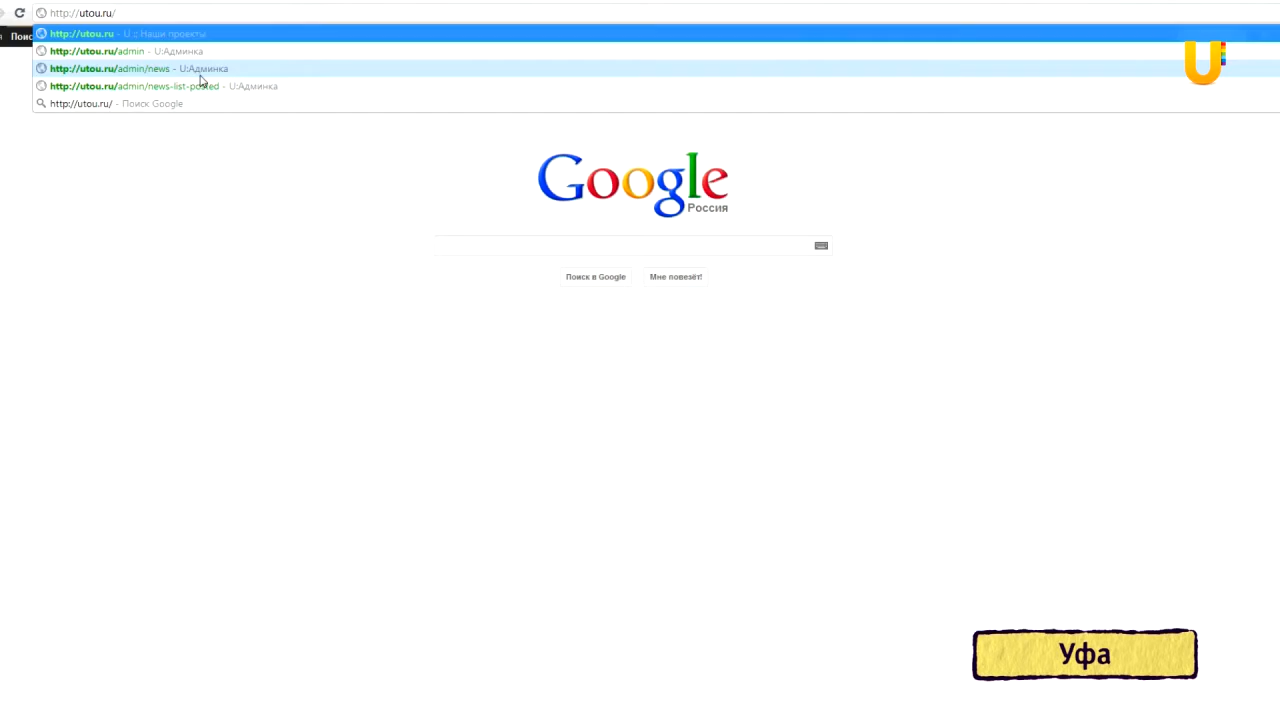 http://utou.ru/
http://utou.ru - U :: Наши проекты
Поис
http://utou.ru/admin - U:Админка
U
http://utou.ru/admin/news - U:Админка
http://utou.ru/admin/news-list-posted - U:Админка
http://utou.ru/ - Поиск Google
Google
Россия
Поиск в Google
Мне повезёт!
Уфа